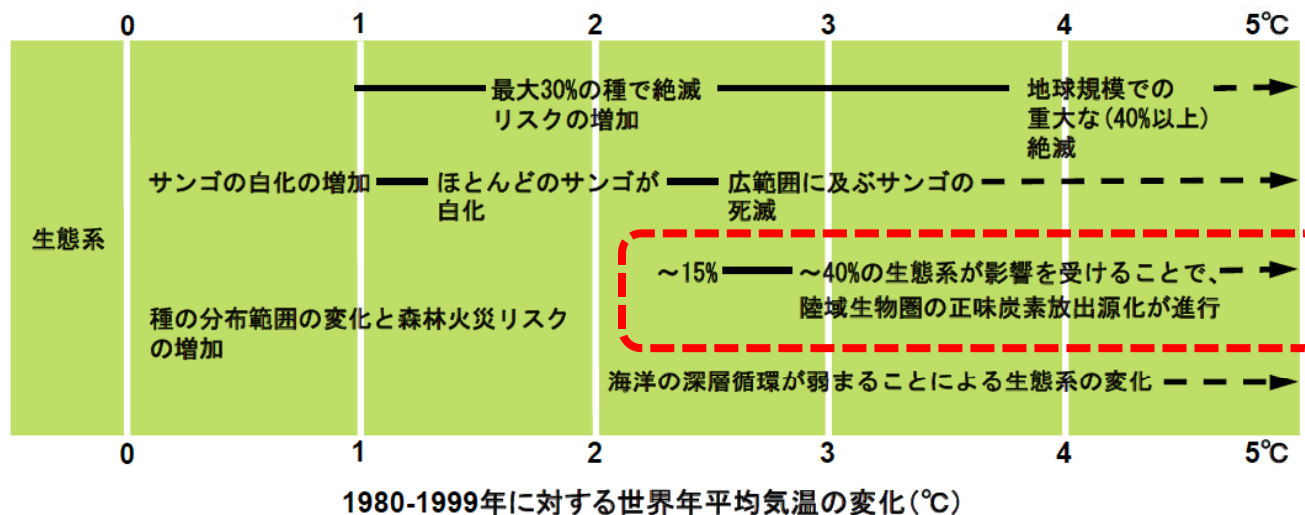 0 1 2 3 4 5℃
最大30%の種で絶滅
リスクの増加
地球規模での
重大な(40%以上)
絶滅
サンゴの白化の増加
ほとんどのサンゴが
白化
広範囲に及ぶサンゴの
死滅
生態系
～15%
～40%の生態系が影響を受けることで、
陸域生物圏の正味炭素放出源化が進行
種の分布範囲の変化と森林火災リスク
の増加
海洋の深層循環が弱まることによる生態系の変化
0 1 2 3 4 5℃
1980-1999年に対する世界年平均気温の変化(℃)